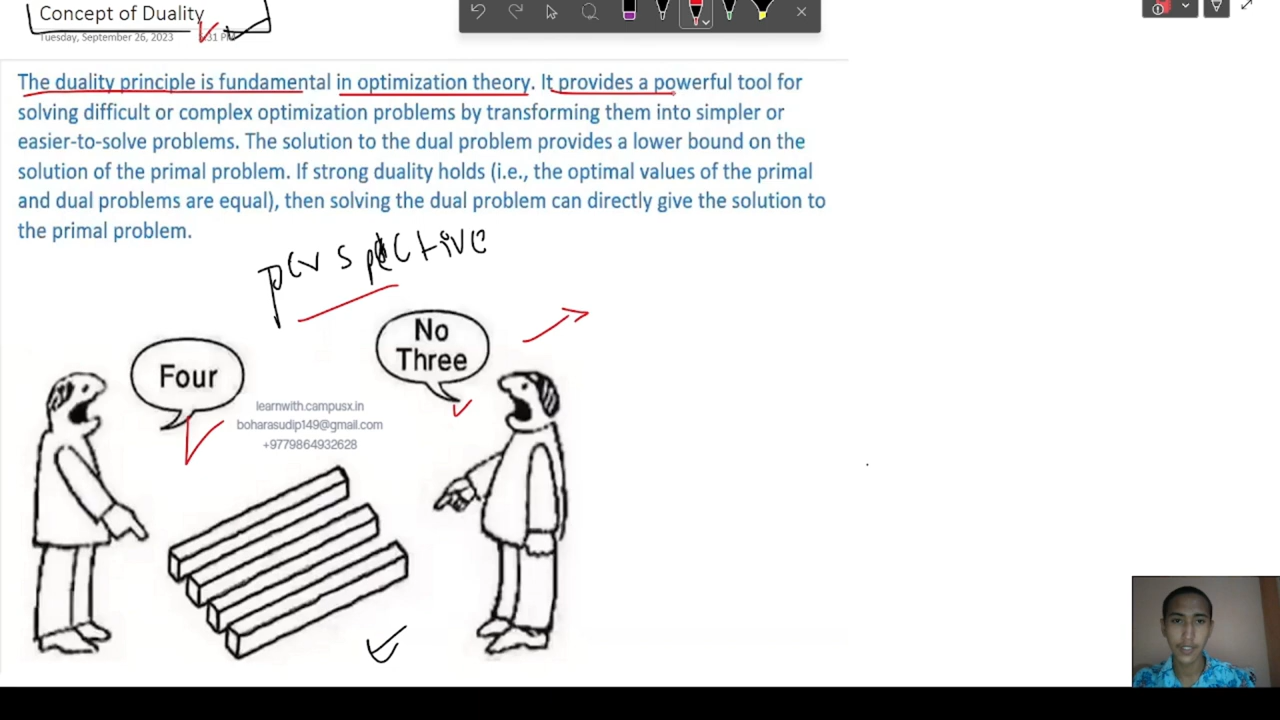 Concept of Duality
Tuesday, September 26, 2023
The duality principle is fundamental in optimization theory. It provides a powerful tool for
solving difficult or complex optimization problems by transforming them into simpler or
easier-to-solve problems. The solution to the dual problem provides a lower bound on the
solution of the primal problem. If strong duality holds (i.e., the optimal values of the primal
and dual problems are equal), then solving the dual problem can directly give the solution to
the primal problem.
perspective
No
Three
Four
learnwith.campusx.in
boharasudip149@gmail.com
+9779864932628